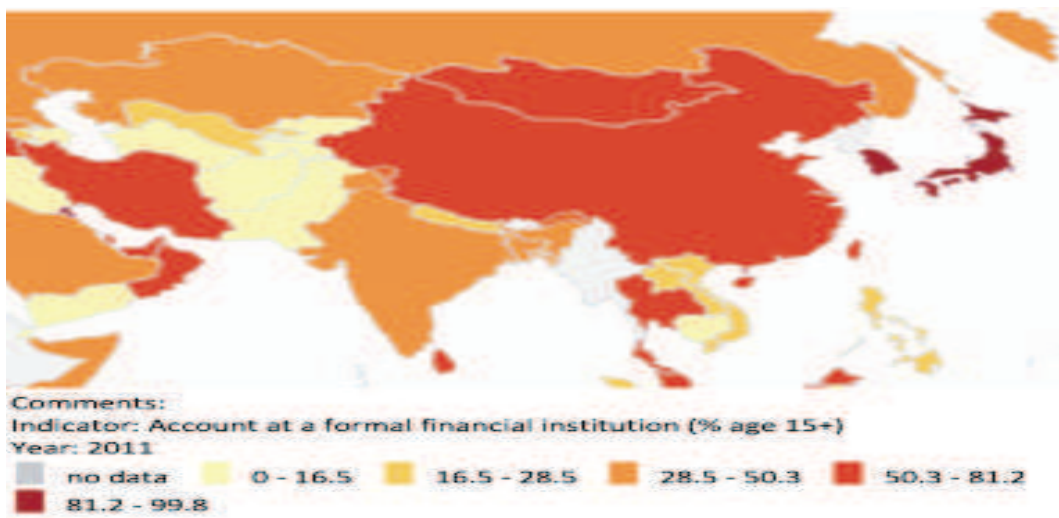 Comments:
Indicator: Account at a formal financial institution (% age 15+)
Year: 2011
no data 0 - 16.5 16.5 - 28.5 28.5 - 50.3 50.3 - 81.2
81.2 - 99.8